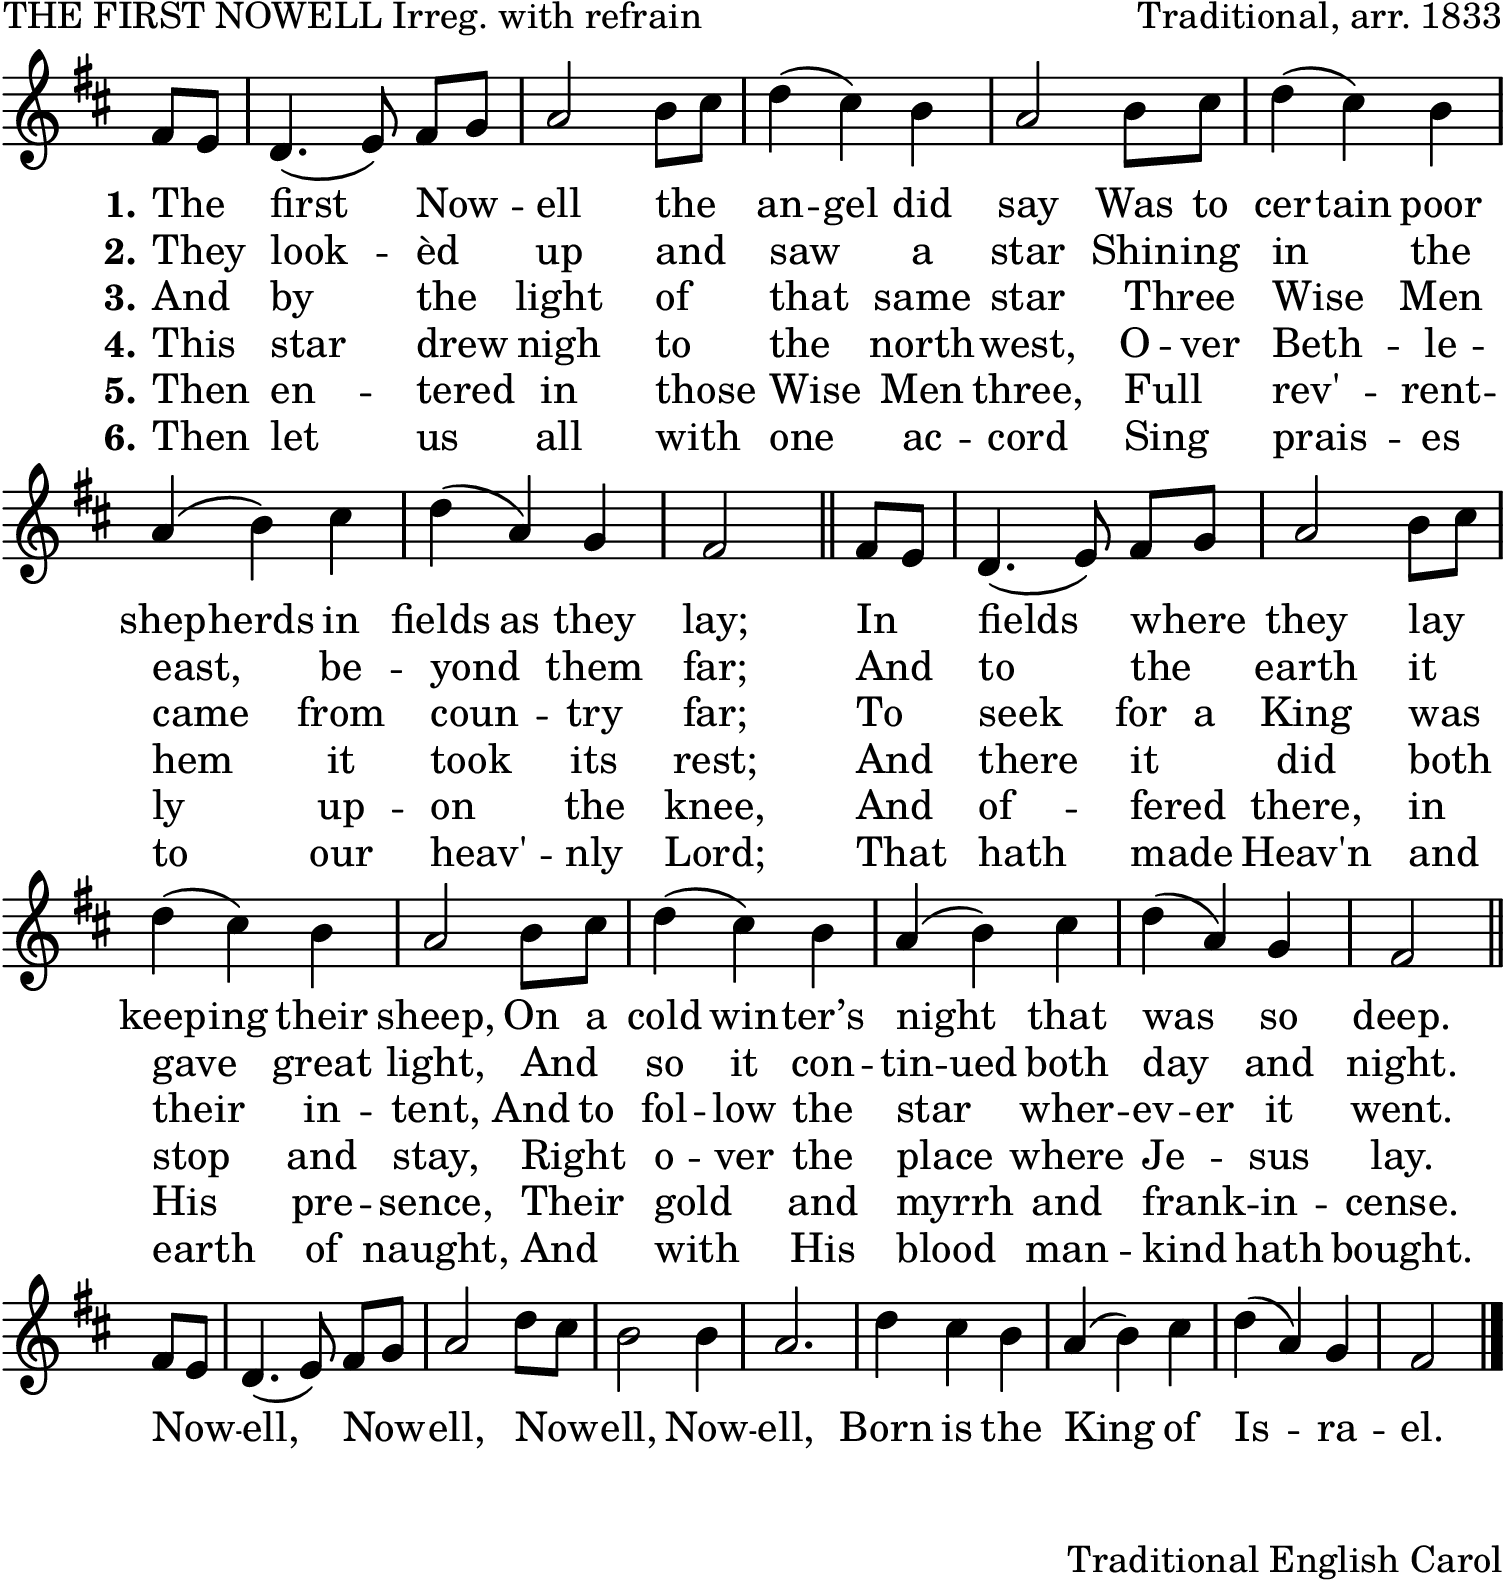 THE FIRST NOWELL Irreg. with refrain
Traditional, arr. 1833
1. The first Now - ell the an - gel did say Was to certain poor
2. They look - èd up and saw a star Shining in the
3. And by the light of that same star Three Wise Men
4. This star drew nigh to the northwest, O - ver Beth - le -
5. Then en - tered in those Wise Men three, Full rev' - rent -
6. Then let us all with one ac - cord Sing prais - es
shepherds in fields as they lay; In fields where they lay
east, be - yond them far; And to the earth it
came from coun - try far; To seek for a King was
hem it took its rest; And there it did both
ly up - on the knee, And of - fered there, in
to our heav' - nly Lord; That hath made Heav'n and
keeping their sheep, On a cold winter’s night that was so deep.
gave great light, And so it con - tin - ued both day and night.
their in - tent, And to fol - low the star wher - ev - er it went.
stop and stay, Right o - ver the place where Je - sus lay.
His pre - sence, Their gold and myrrh and frank - in - cense.
earth of naught, And with His blood man - kind hath bought.
Now - ell, Nowell, Nowell, Now - ell, Born is the King of Is - ra - el.
Traditional English Carol